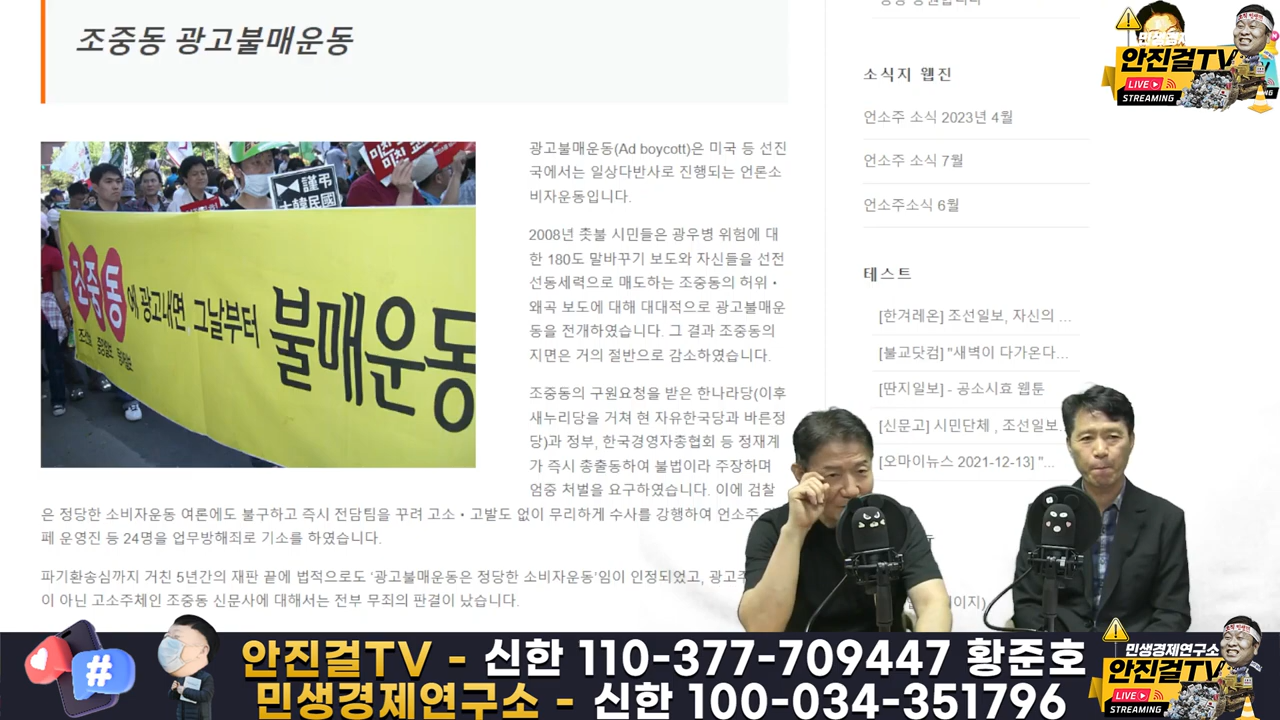 조중동 광고불매운동
광고불매운동(Ad boycott)은 미국 등 선진
국에서는 일상다반사로 진행되는 언론소
비자운동입니다.
2008년 촛불 시민들은 광우병 위험에 대
한 180도 말바꾸기 보도와 자신들을 선전
선동세력으로 매도하는 조중동의 허위・
왜곡 보도에 대해 대대적으로 광고불매운
동을 전개하였습니다. 그 결과 조중동의
지면은 거의 절반으로 감소하였습니다.
조중동의 구원요청을 받은 한나라당(이후
새누리당을 거쳐 현 자유한국당과 바른정
당)과 정부, 한국경영자총협회 등 정재계
가 즉시 총출동하여 불법이라 주장하며
엄중 처벌을 요구하였습니다. 이에 검찰
은 정당한 소비자운동 여론에도 불구하고 즉시 전담팀을 꾸려 고소・고발도 없이 무리하게 수사를 강행하여 언소주
페 운영진 등 24명을 업무방해죄로 기소를 하였습니다.
파기환송심까지 거친 5년간의 재판 끝에 법적으로도 '광고불매운동은 정당한 소비자운동'임이 인정되었고, 광고
이 아닌 고소주체인 조중동 신문사에 대해서는 전부 무죄의 판결이 났습니다.
謹弔
大韓民國
조중동에 광고내면 그날부터 불매운동
조선일보 중앙일보 동아일보
소식지 웹진
언소주 소식 2023년 4월
언소주 소식 7월
언소주소식 6월
테스트
[한겨레온] 조선일보, 자신의 ...
[불교닷컴] "새벽이 다가온다...
[딴지일보] - 공소시효 웹툰
[신문고] 시민단체 , 조선일보
[오마이뉴스 2021-12-13] "...
안진걸TV
LIVE
STREAMING
#
안진걸TV - 신한 110-377-709447 황준호
민생경제연구소 - 신한 100-034-351796
민생경제연구소
안진걸TV
LIVE
STREAMING